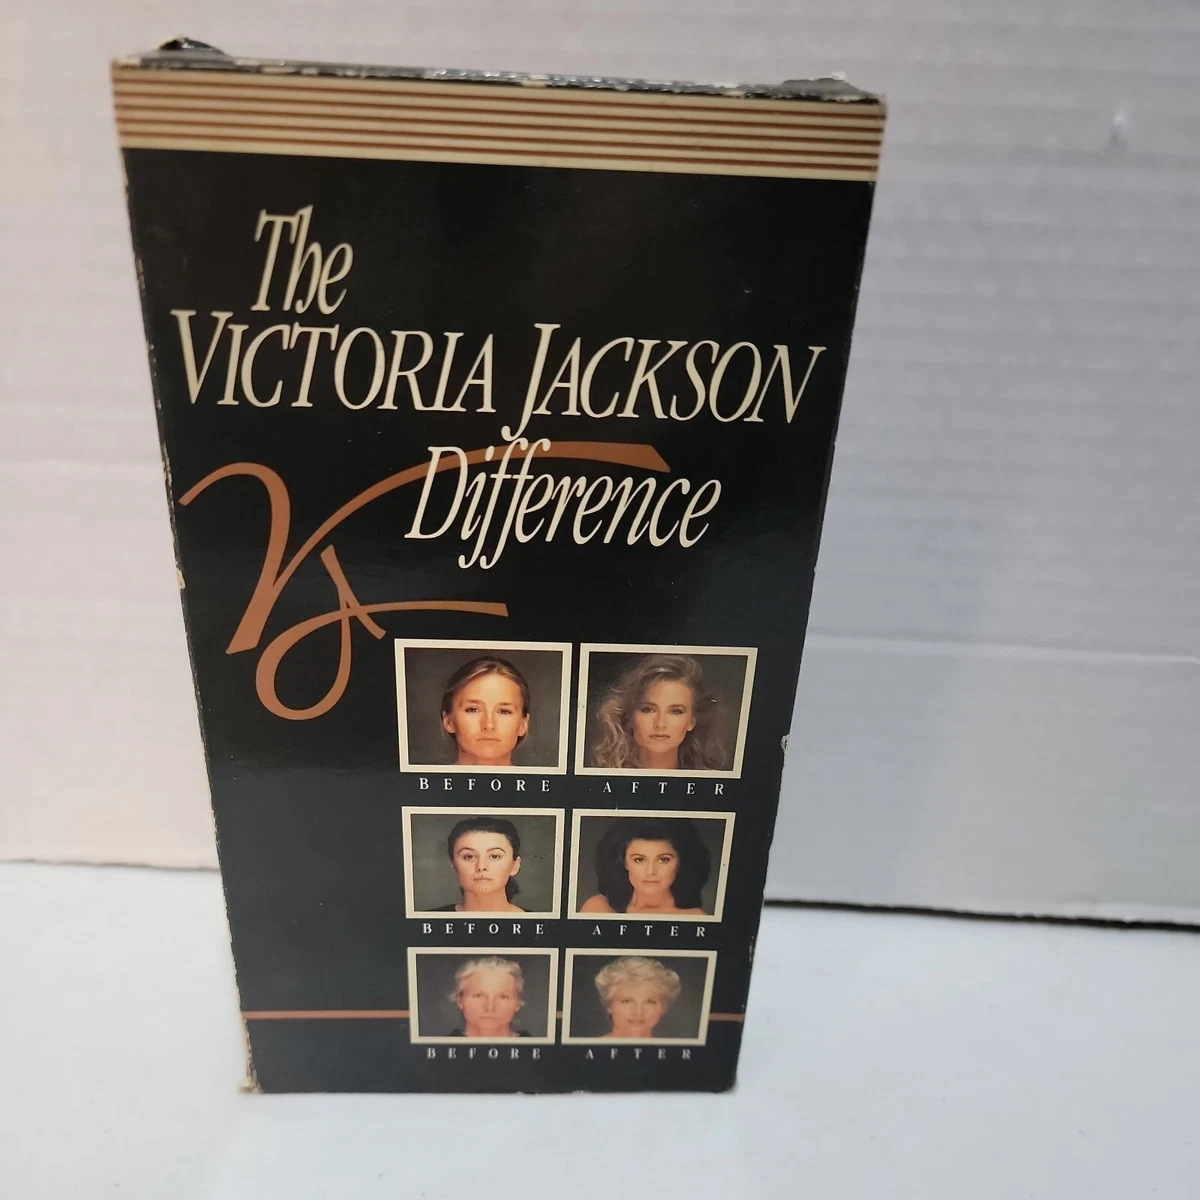 The
VICTORIA JACKSON
Difference
VJ
BEFORE AFTER
BEFORE AFTER
BEFORE AFTER